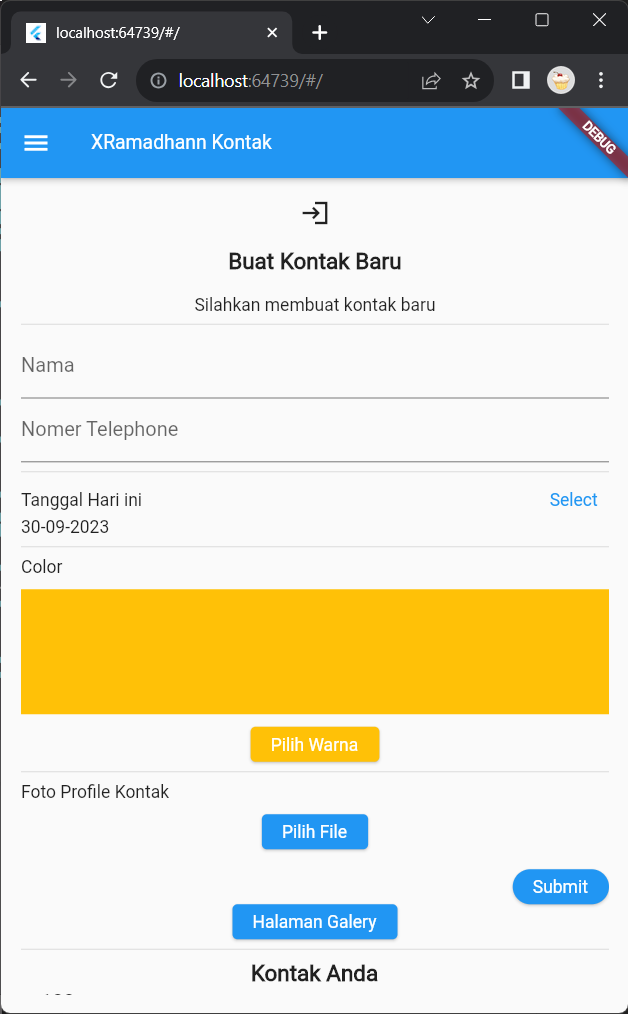 localhost:64739/#/
localhost:64739/#/
XRamadhann Kontak
DEBUG
Buat Kontak Baru
Silahkan membuat kontak baru
Nama
Nomer Telephone
Tanggal Hari ini
Select
30-09-2023
Color
Pilih Warna
Foto Profile Kontak
Pilih File
Submit
Halaman Galery
Kontak Anda